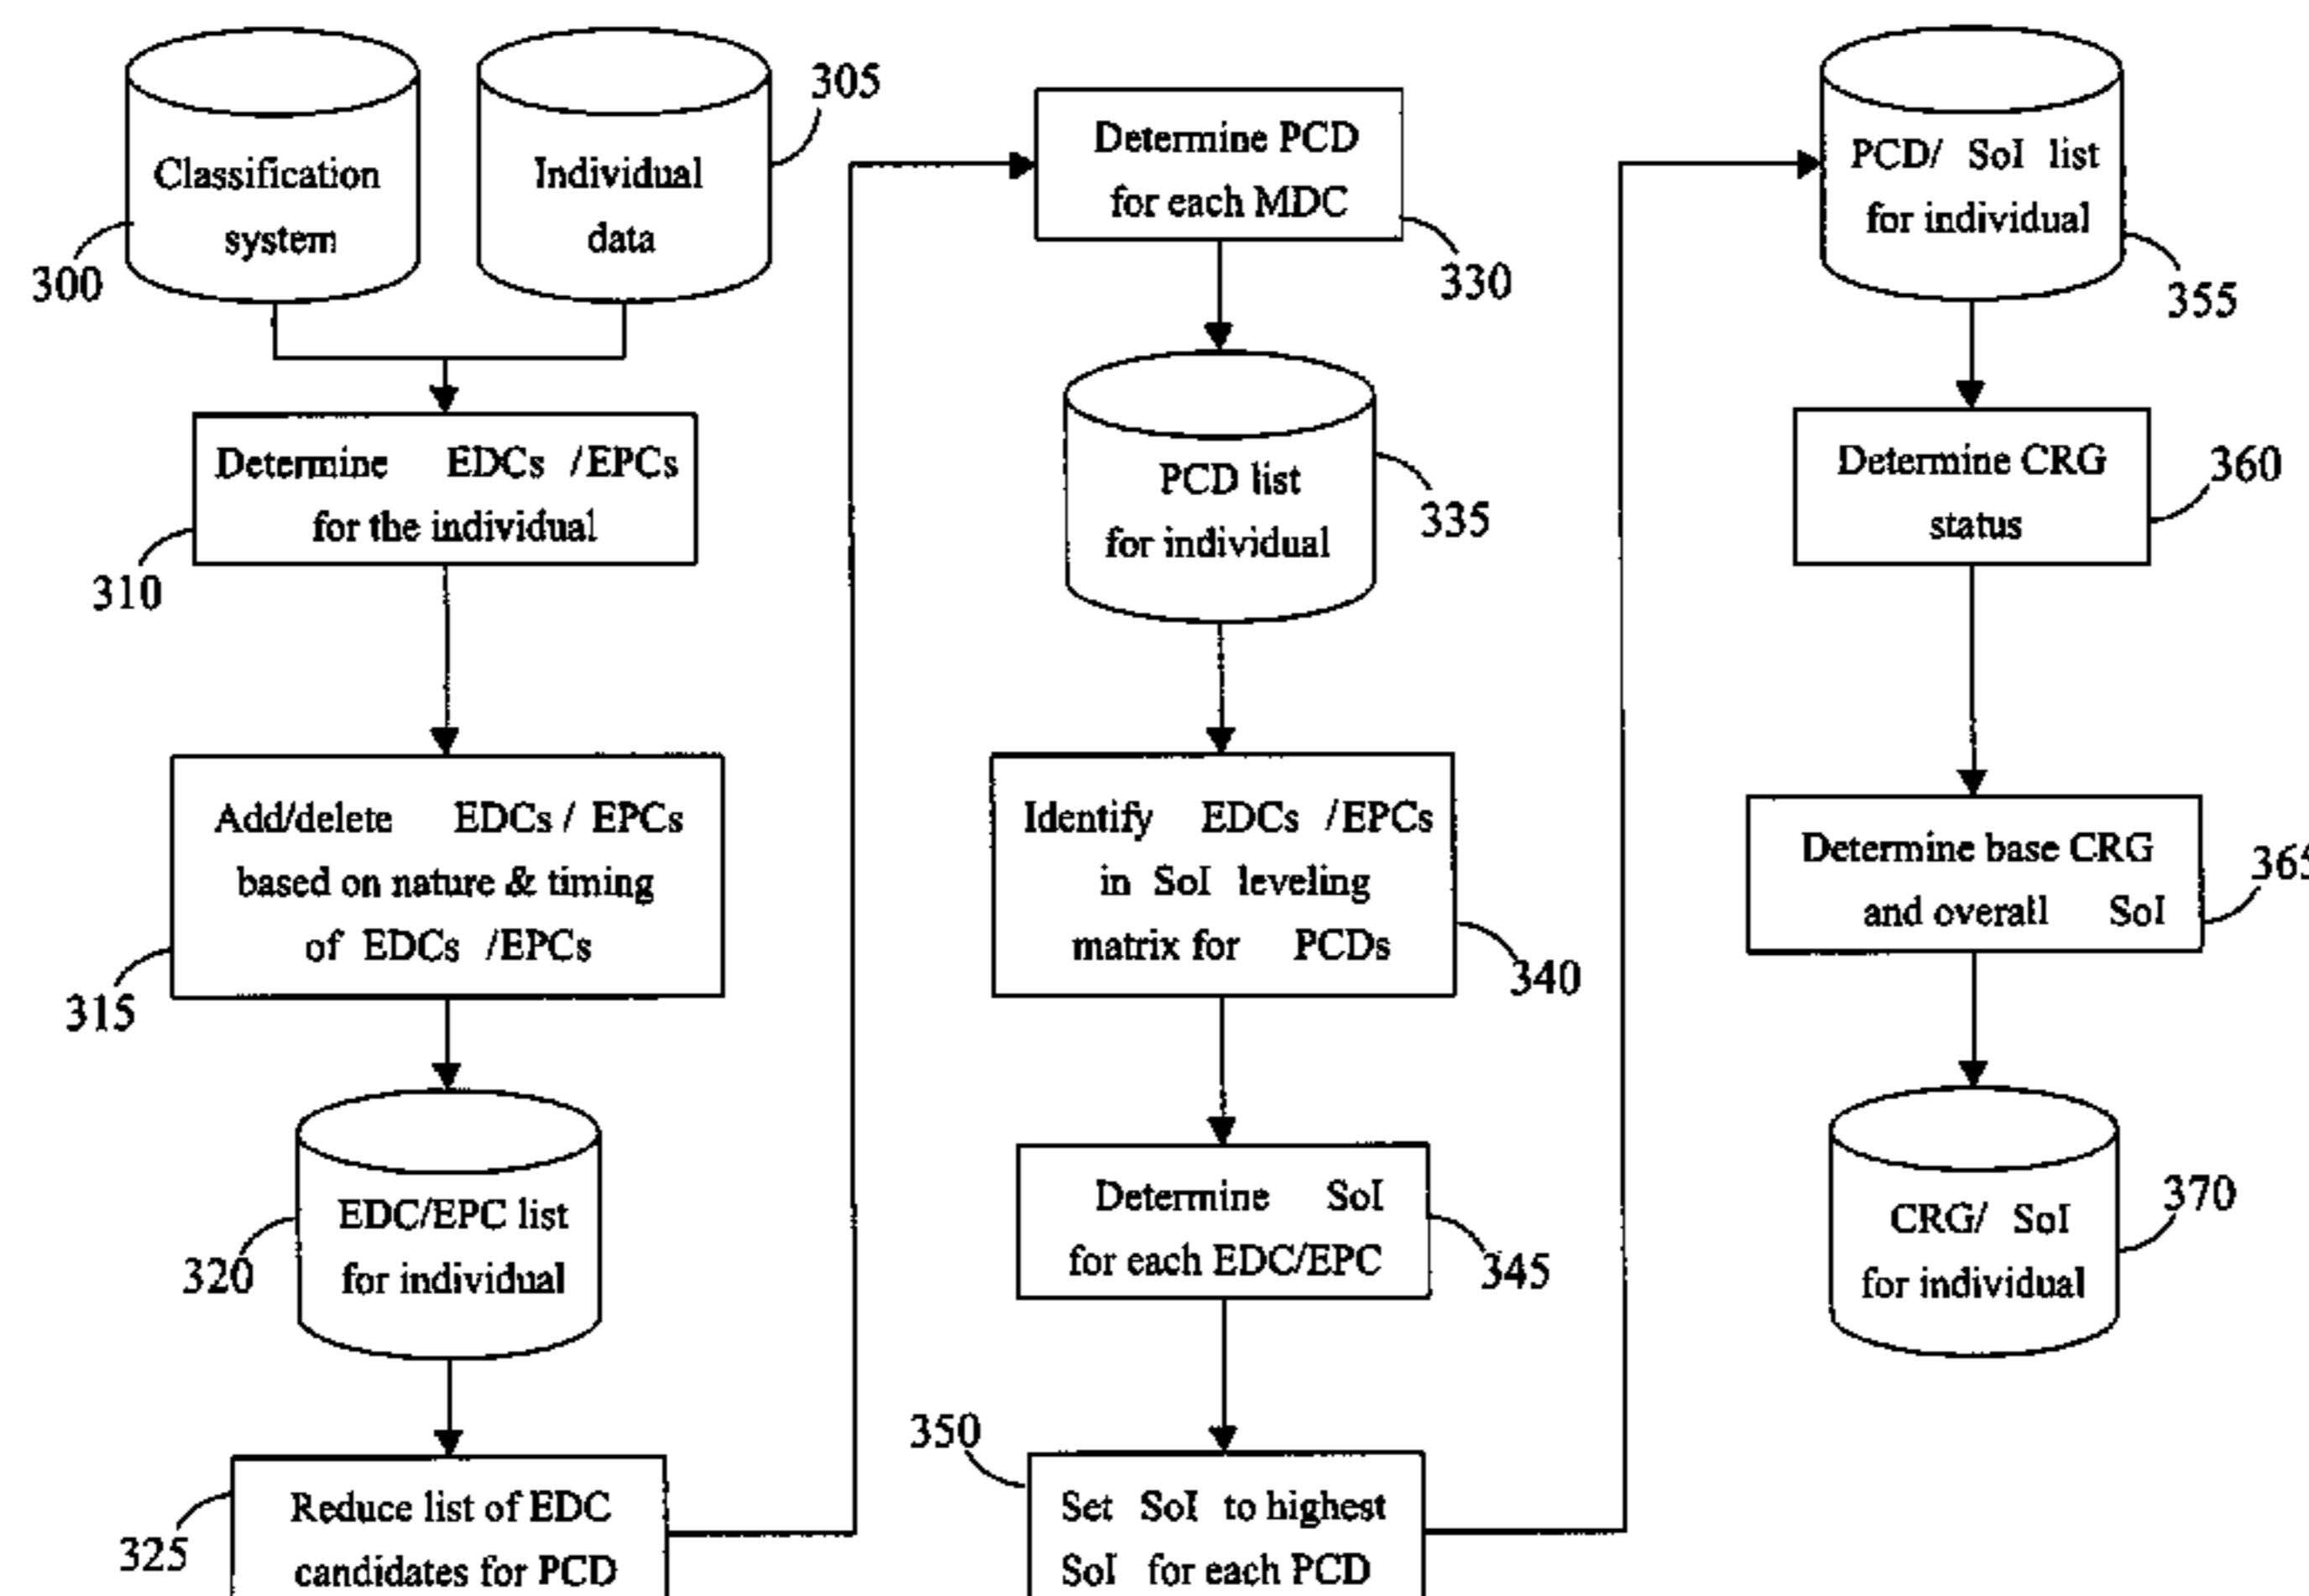 Classification
system
300
Individual
data
305
Determine EDCs /EPCs
for the individual
310
Add/delete EDCs / EPCs
based on nature & timing
of EDCs /EPCs
315
EDC/EPC list
for individual
320
Reduce list of EDC
candidates for PCD
325
Determine PCD
for each MDC
330
PCD list
for individual
335
Identify EDCs /EPCs
in SoI leveling
matrix for PCDs
340
Determine SoI
for each EDC/EPC
345
350
Set SoI to highest
SoI for each PCD
PCD/ SoI list
for individual
355
Determine CRG
status
360
Determine base CRG
and overall SoI
365
CRG/ SoI
for individual
370